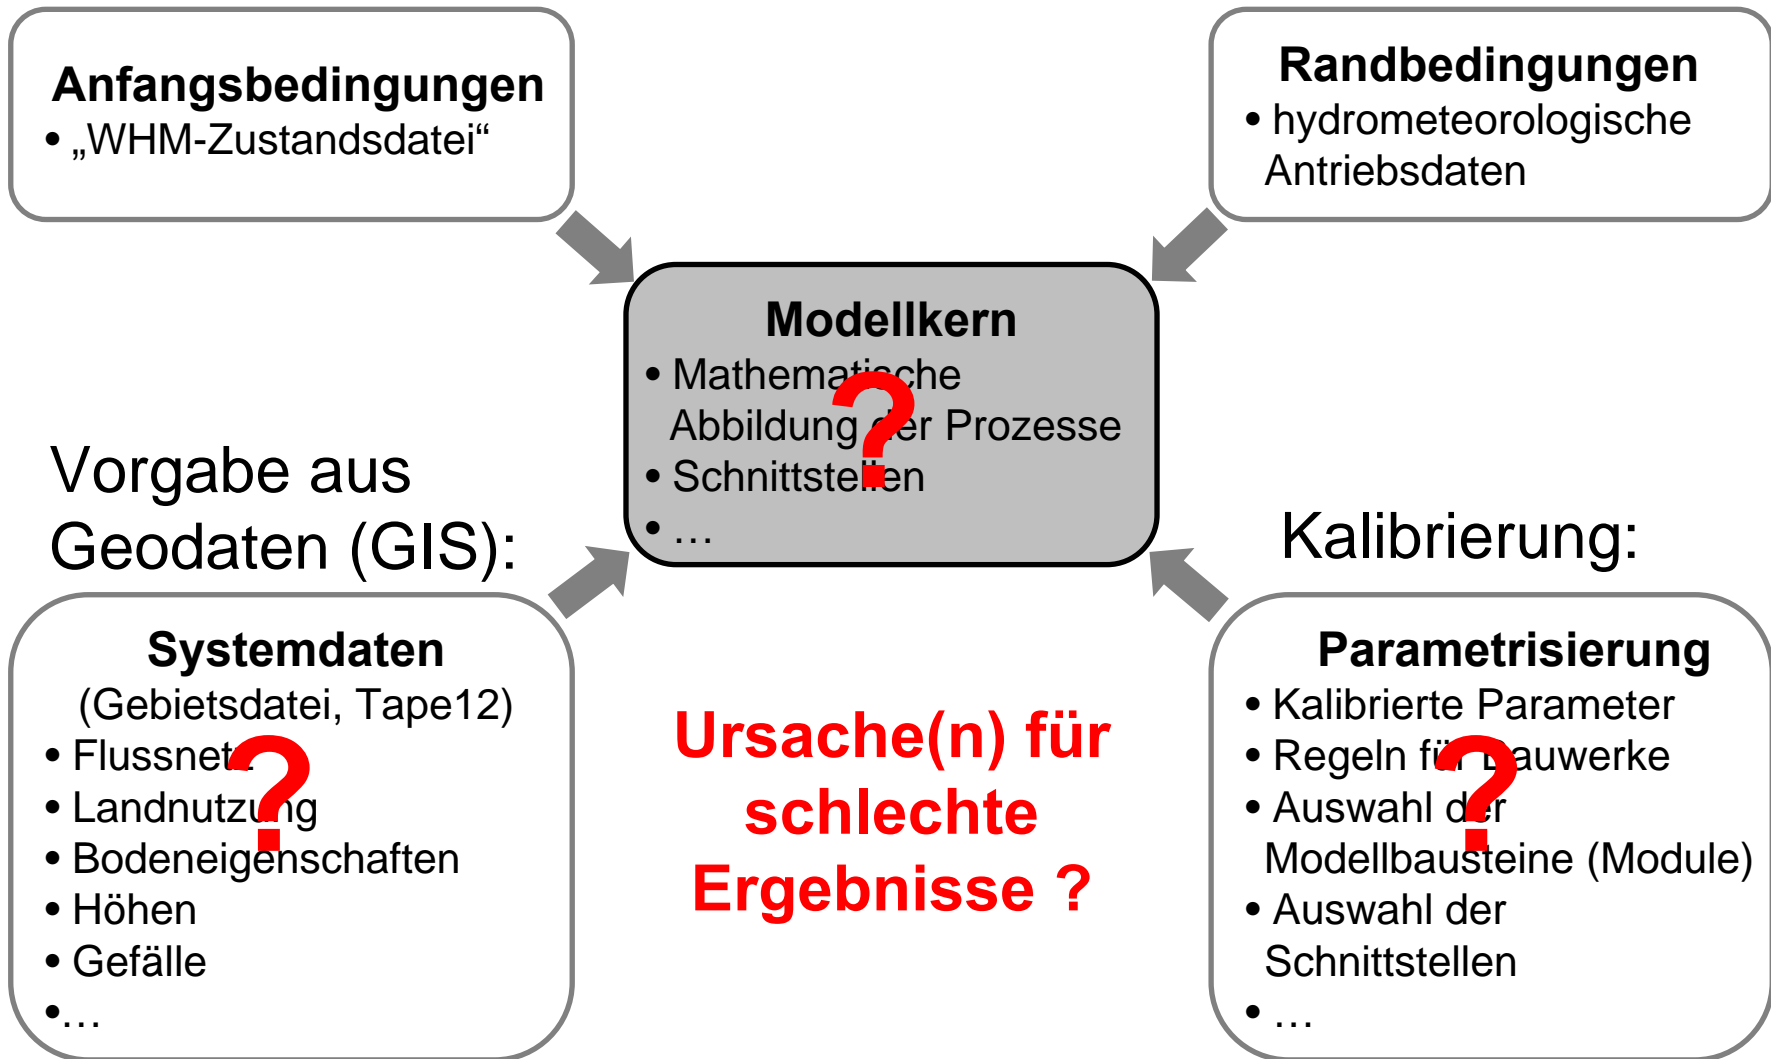 Anfangsbedingungen
• „WHM-Zustandsdatei“
Randbedingungen
• hydrometeorologische
Antriebsdaten
Modellkern
• Mathematische
Abbildung der Prozesse
• Schnittstellen
• …
?
Vorgabe aus
Geodaten (GIS):
Systemdaten
(Gebietsdatei, Tape12)
• Flussnetz
• Landnutzung
• Bodeneigenschaften
• Höhen
• Gefälle
•…
?
Ursache(n) für
schlechte
Ergebnisse ?
Kalibrierung:
Parametrisierung
• Kalibrierte Parameter
• Regeln für Bauwerke
• Auswahl der
Modellbausteine (Module)
• Auswahl der
Schnittstellen
• …
?